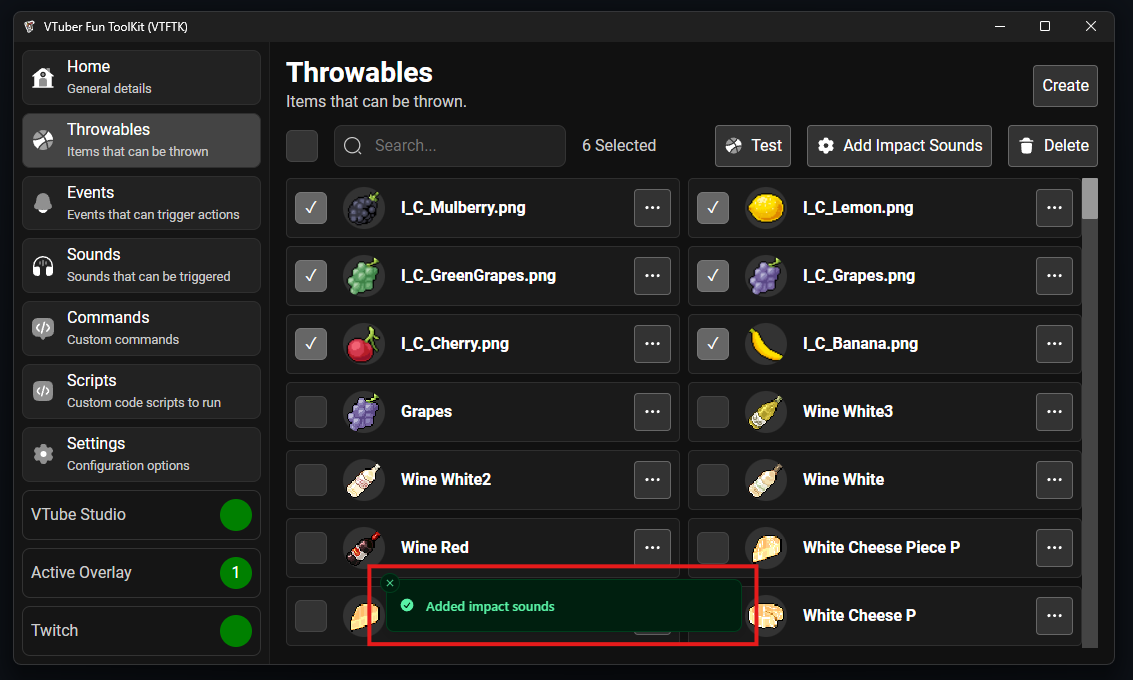 VTuber Fun ToolKit (VTFTK)
Home
General details
Throwables
Items that can be thrown
Events
Events that can trigger actions
Sounds
Sounds that can be triggered
Commands
Custom commands
Scripts
Custom code scripts to run
Settings
Configuration options
VTube Studio
Active Overlay 1
Twitch
Throwables
Items that can be thrown.
Create
Search... 6 Selected Test Add Impact Sounds Delete
I_C_Mulberry.png I_C_Lemon.png
I_C_GreenGrapes.png I_C_Grapes.png
I_C_Cherry.png I_C_Banana.png
Grapes Wine White3
Wine White2 Wine White
Wine Red White Cheese Piece P
White Cheese P
Added impact sounds